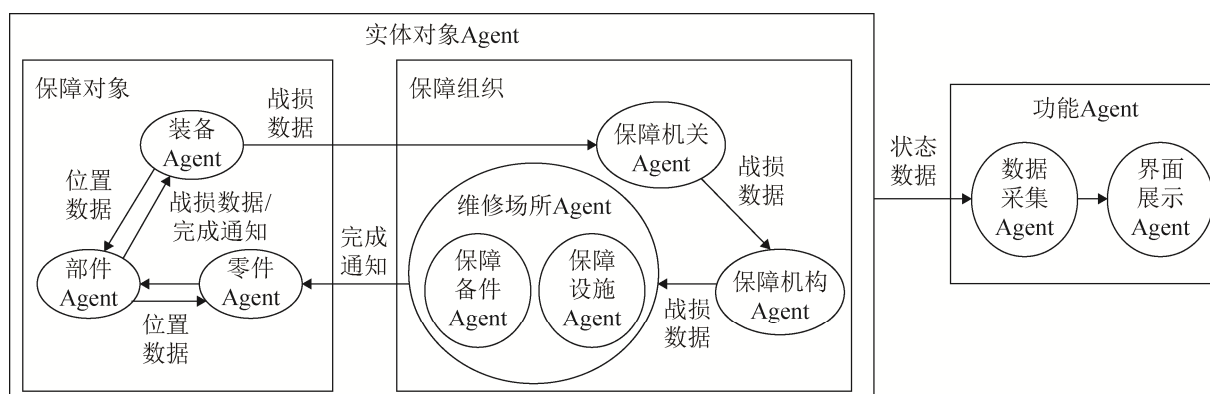 实体对象Agent
保障对象
装备
Agent
位置
数据
战损数据/
完成通知
部件
Agent
零件
Agent
位置
数据
战损
数据
完成
通知
保障组织
保障机关
Agent
战损
数据
维修场所Agent
保障
备件
Agent
保障
设施
Agent
保障机构
Agent
战损
数据
状态
数据
功能Agent
数据
采集
Agent
界面
展示
Agent